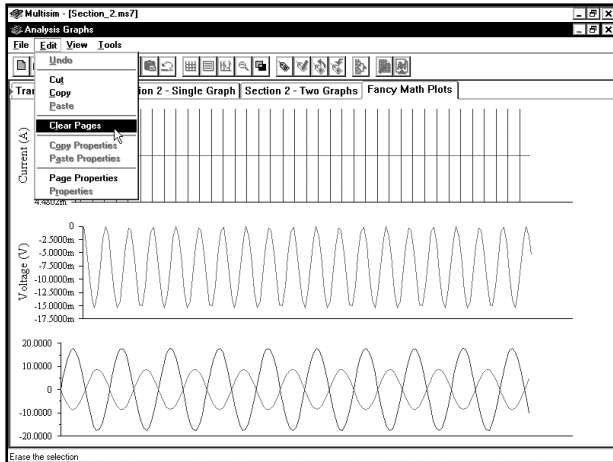 Multisim - [Section_2.ms7]
Analysis Graphs
File Edit View Tools
Undo
Cut
Copy
Paste
Clear Pages
Copy Properties
Paste Properties
Page Properties
Properties
ion 2 - Single Graph Section 2 - Two Graphs Fancy Math Plots
Current (A)
4.4802m
Voltage (V)
0
-2.5000m
-5.0000m
-7.5000m
-10.0000m
-12.5000m
-15.0000m
-17.5000m
20.0000
10.0000
0
-10.0000
-20.0000
Erase the selection